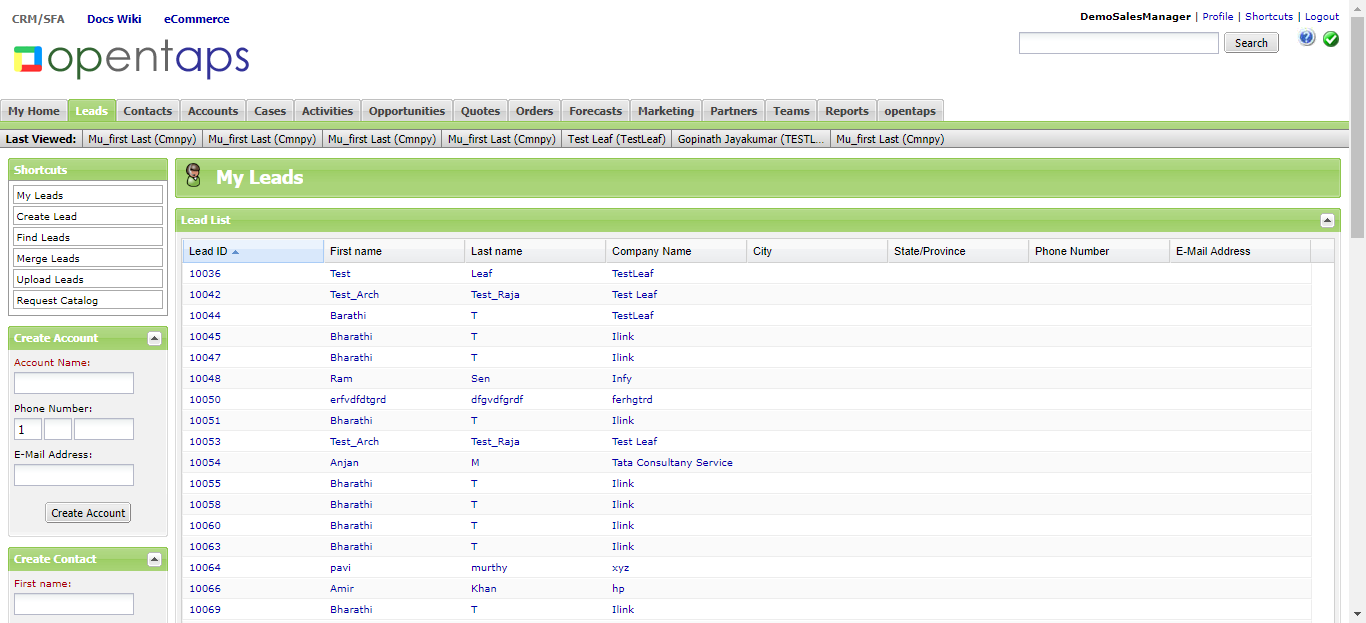 CRM/SFA Docs Wiki eCommerce
DemoSalesManager | Profile | Shortcuts | Logout
opentaps
Search
My Home Leads Contacts Accounts Cases Activities Opportunities Quotes Orders Forecasts Marketing Partners Teams Reports opentaps
Last Viewed: Mu_first Last (Cmnpy) Mu_first Last (Cmnpy) Mu_first Last (Cmnpy) Mu_first Last (Cmnpy) Test Leaf (TestLeaf) Gopinath Jayakumar (TESTL... Mu_first Last (Cmnpy)
Shortcuts
My Leads
Create Lead
Find Leads
Merge Leads
Upload Leads
Request Catalog
Create Account
Account Name:
Phone Number:
1
E-Mail Address:
Create Account
Create Contact
First name:
My Leads
Lead List
Lead ID First name Last name Company Name City State/Province Phone Number E-Mail Address
10036 Test Leaf TestLeaf
10042 Test_Arch Test_Raja Test Leaf
10044 Barathi T TestLeaf
10045 Bharathi T Ilink
10047 Bharathi T Ilink
10048 Ram Sen Infy
10050 erfvdfdtgrd dfgvdfgrdf ferhgtrd
10051 Bharathi T Ilink
10053 Test_Arch Test_Raja Test Leaf
10054 Anjan M Tata Consultany Service
10055 Bharathi T Ilink
10058 Bharathi T Ilink
10060 Bharathi T Ilink
10063 Bharathi T Ilink
10064 pavi murthy xyz
10066 Amir Khan hp
10069 Bharathi T Ilink